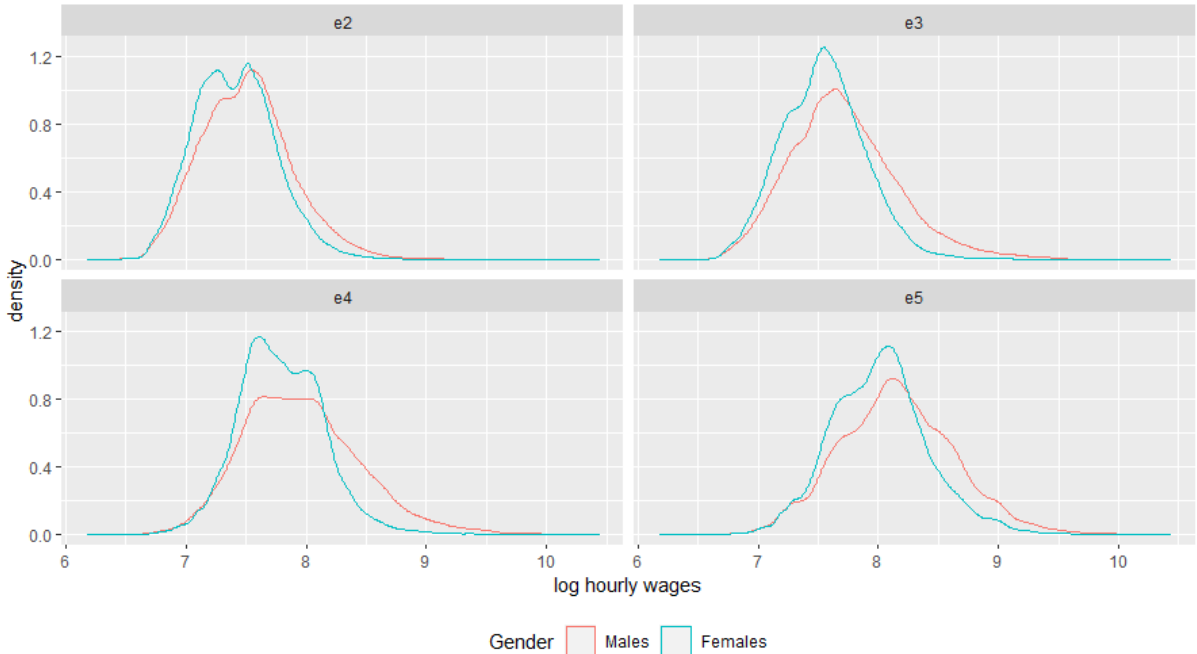 e2
e3
1.2
0.8
0.4
0.0
e4
e5
1.2
0.8
0.4
0.0
density
6 7 8 9 10 6 7 8 9 10
log hourly wages
Gender Males Females